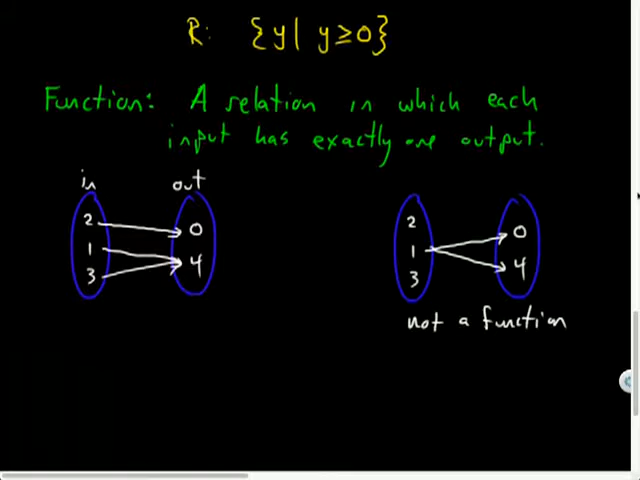 R: {y| y≥0}
Function: A relation in which each
input has exactly one output.
in out
2 0
1 4
3
2 0
1 4
3
not a function